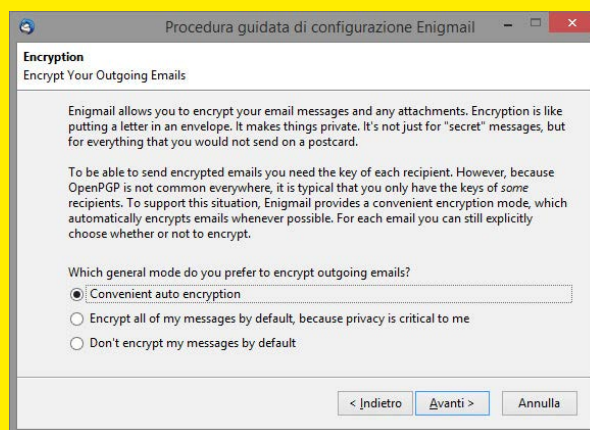 Procedura guidata di configurazione Enigmail
Encryption
Encrypt Your Outgoing Emails
Enigmail allows you to encrypt your email messages and any attachments. Encryption is like
putting a letter in an envelope. It makes things private. It's not just for "secret" messages, but
for everything that you would not send on a postcard.
To be able to send encrypted emails you need the key of each recipient. However, because
OpenPGP is not common everywhere, it is typical that you only have the keys of some
recipients. To support this situation, Enigmail provides a convenient encryption mode, which
automatically encrypts emails whenever possible. For each email you can still explicitly
choose whether or not to encrypt.
Which general mode do you prefer to encrypt outgoing emails?
Convenient auto encryption
Encrypt all of my messages by default, because privacy is critical to me
Don't encrypt my messages by default
< Indietro Avanti > Annulla